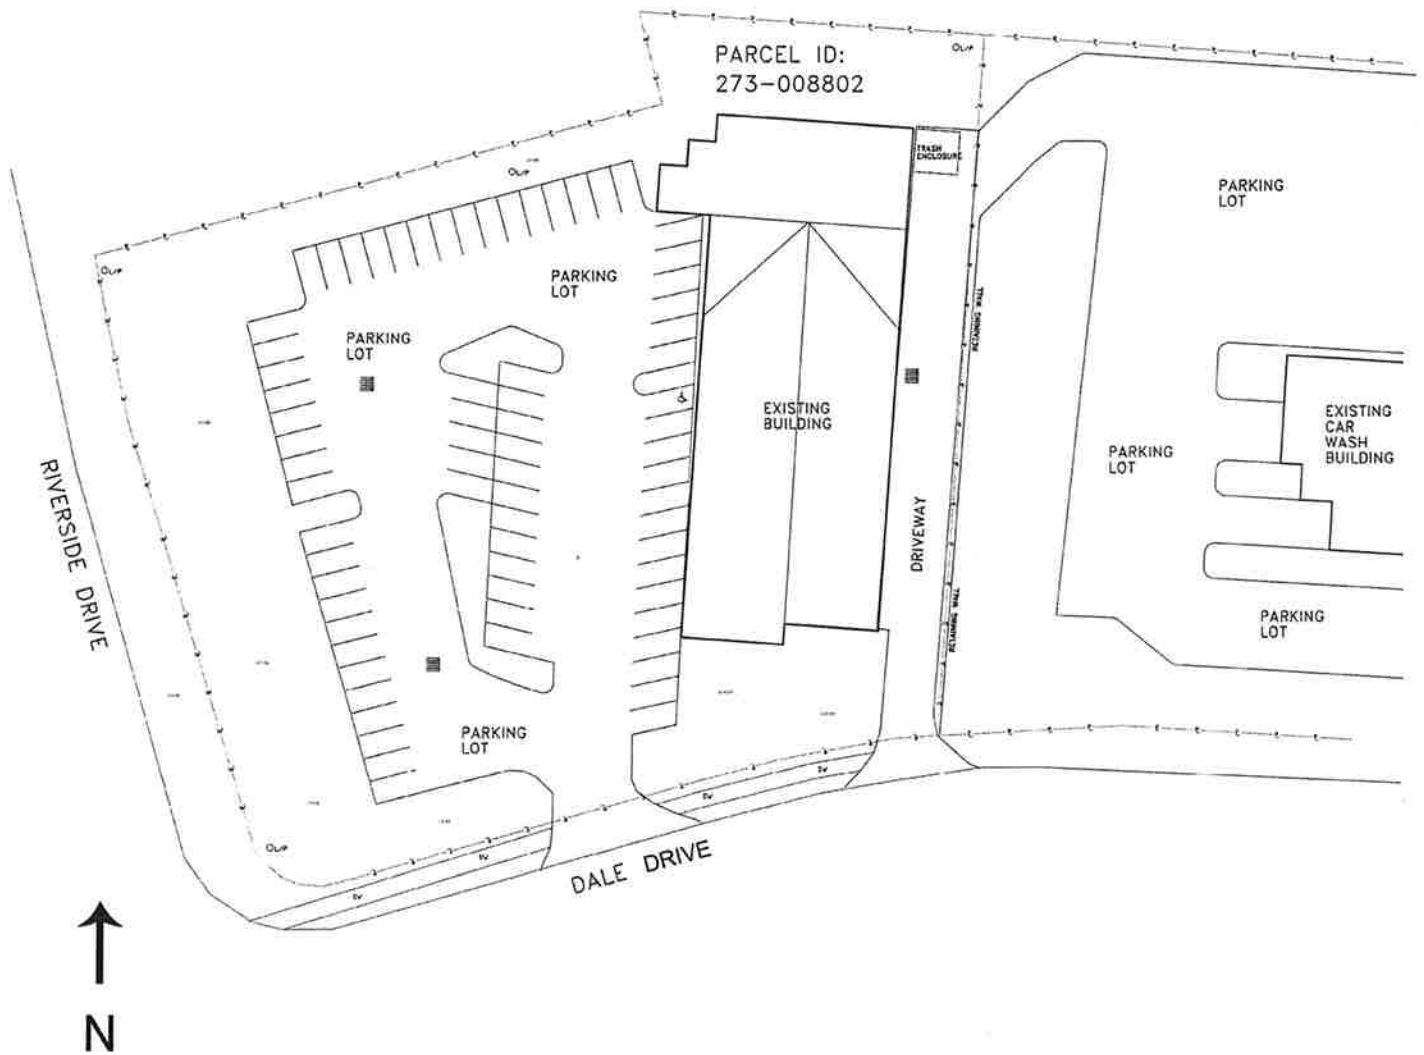 PARCEL ID:
273-008802
TRASH
ENCLOSURE
PARKING
LOT
PARKING
LOT
PARKING
LOT
RETAINING WALL
EXISTING
BUILDING
EXISTING
CAR
WASH
BUILDING
PARKING
LOT
RIVERSIDE DRIVE
DRIVEWAY
RETAINING WALL
PARKING
LOT
PARKING
LOT
DALE DRIVE
N